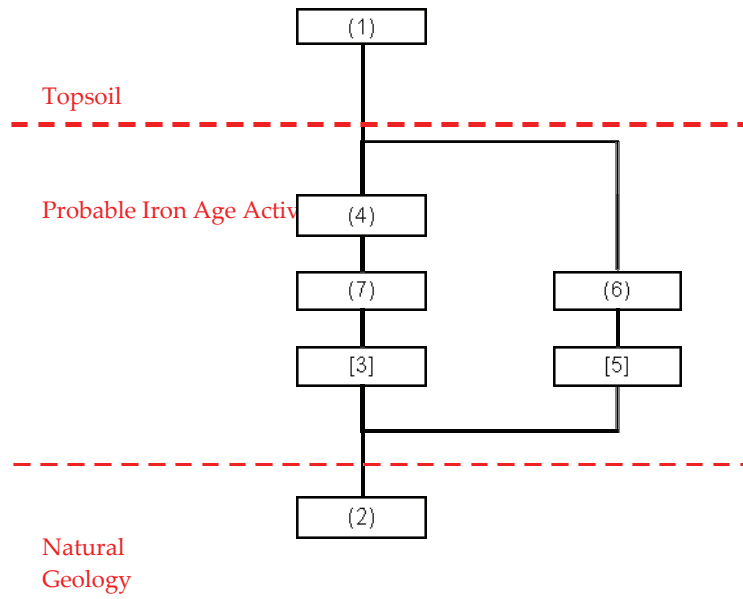 (1)
Topsoil
Probable Iron Age Activ
(4)
(7)
(6)
[3]
[5]
(2)
Natural
Geology